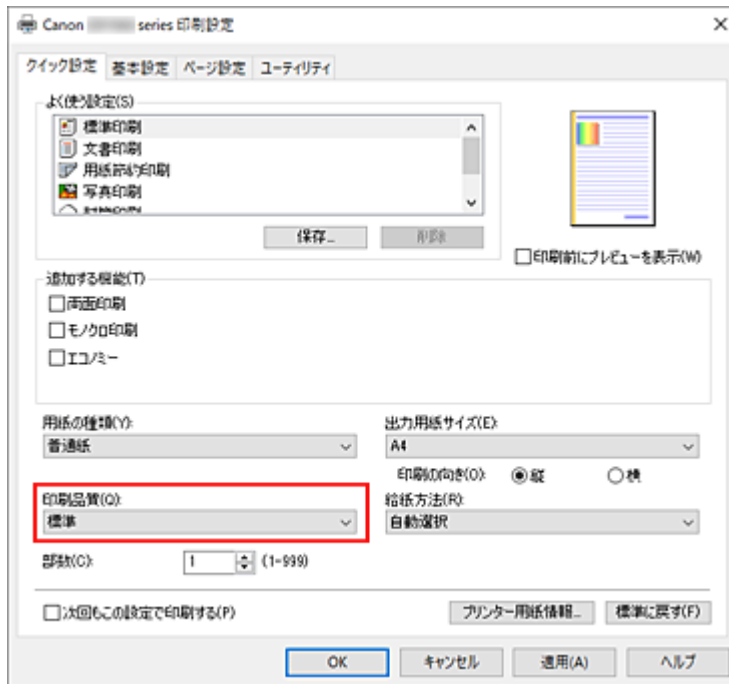 Canon series 印刷設定
クイック設定 基本設定 ページ設定 ユーティリティ
よく使う設定(S)
標準印刷
文書印刷
用紙節約印刷
写真印刷
保存...
削除
印刷前にプレビューを表示(W)
追加する機能(T)
両面印刷
モノクロ印刷
エコノミー
用紙の種類(Y):
普通紙
出力用紙サイズ(E):
A4
印刷の向き(O): 縦 横
印刷品質(Q):
標準
給紙方法(R):
自動選択
部数(C): 1 (1-999)
次回もこの設定で印刷する(P)
プリンター用紙情報... 標準に戻す(F)
OK キャンセル 適用(A) ヘルプ